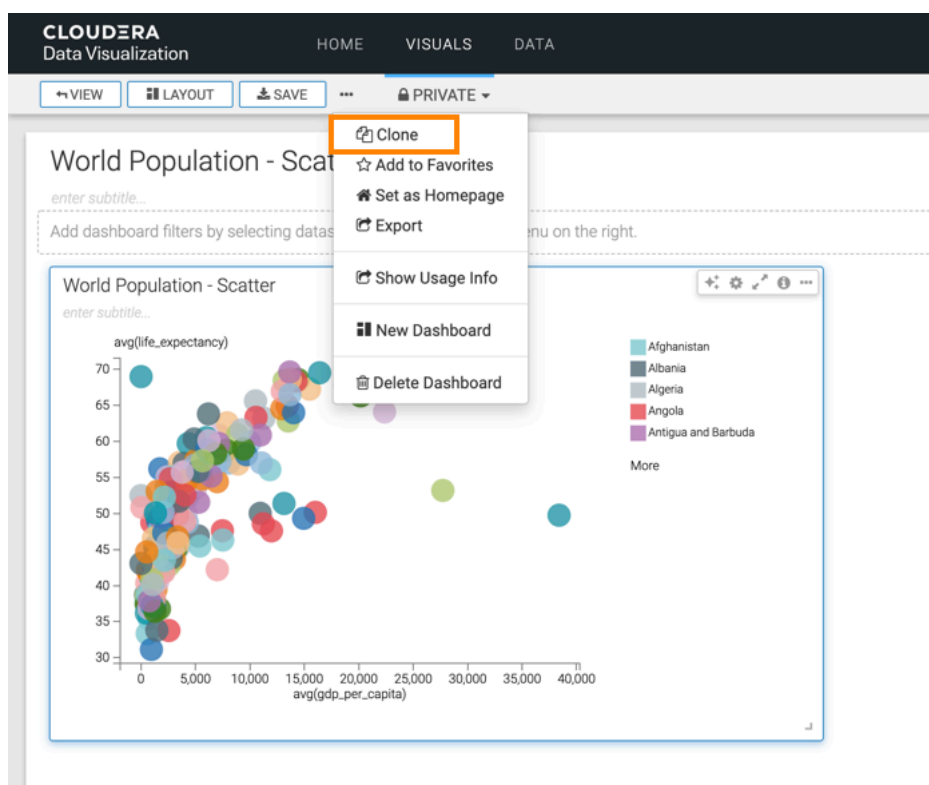 CLOUDERA
Data Visualization
HOME VISUALS DATA
VIEW LAYOUT SAVE ... PRIVATE
Clone
Add to Favorites
Set as Homepage
Export
Show Usage Info
New Dashboard
Delete Dashboard
World Population - Scat
enter subtitle...
Add dashboard filters by selecting datas enu on the right.
World Population - Scatter
enter subtitle...
avg(life_expectancy)
70
65
60
55
50
45
40
35
30
0 5,000 10,000 15,000 20,000 25,000 30,000 35,000 40,000
avg(gdp_per_capita)
Afghanistan
Albania
Algeria
Angola
Antigua and Barbuda
More